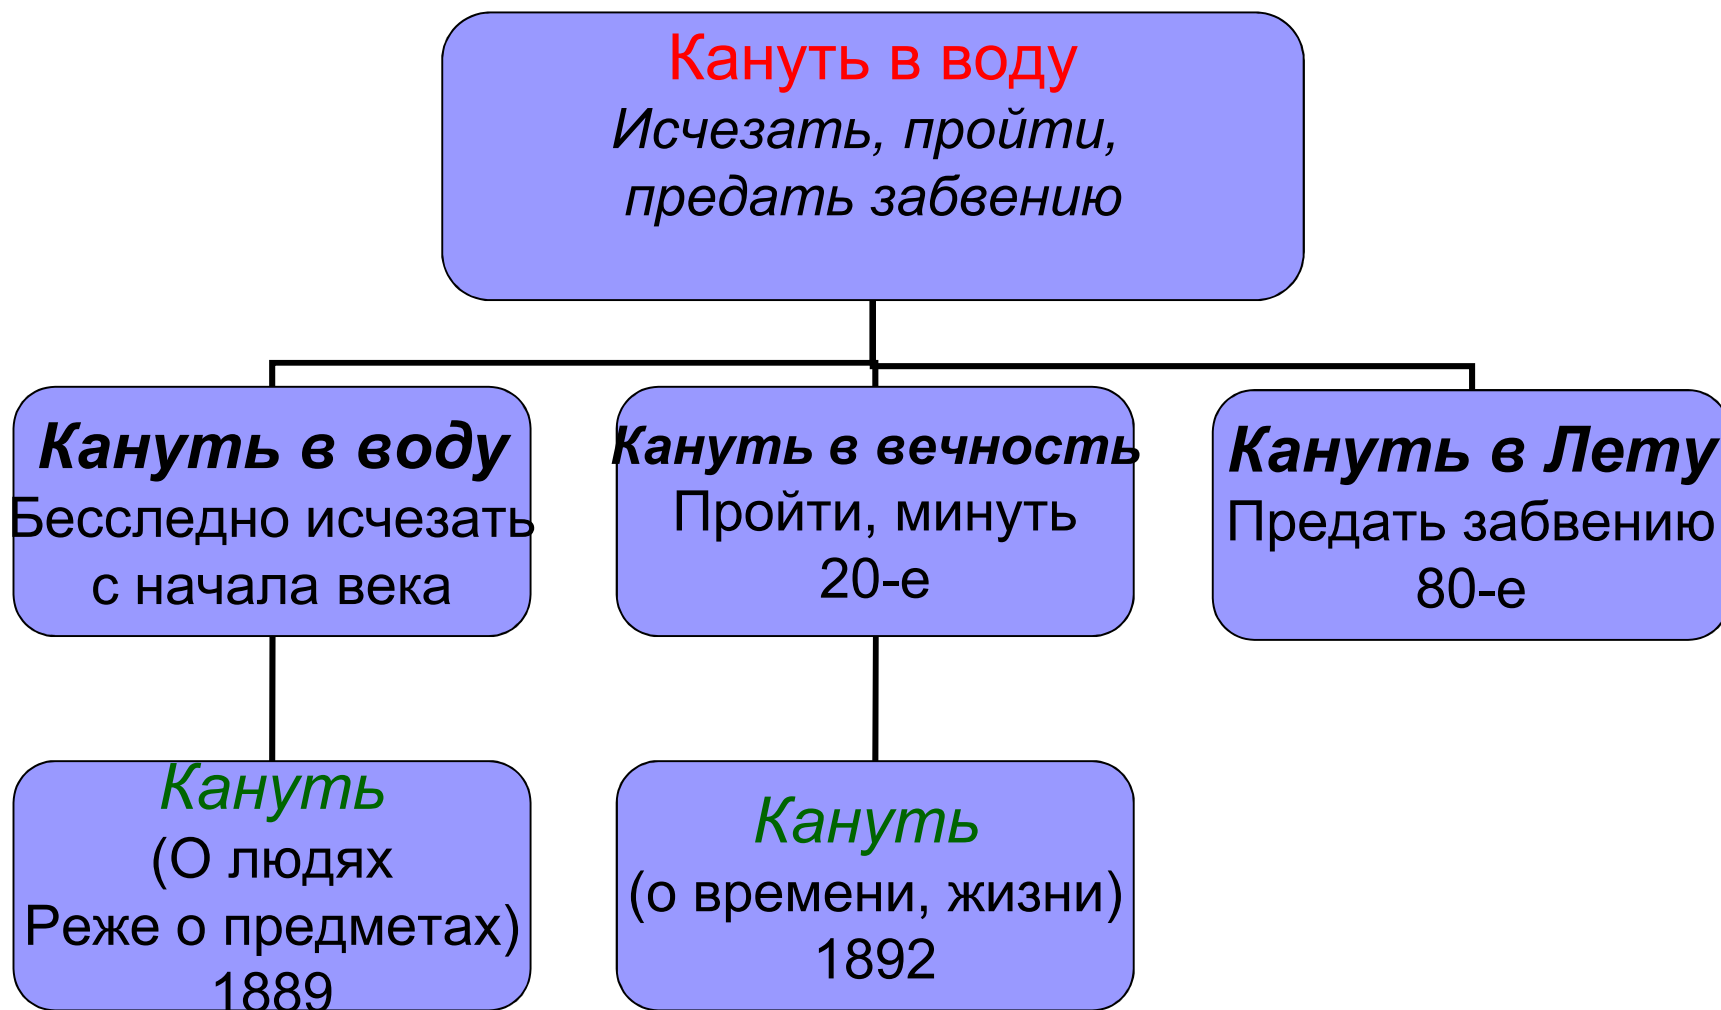 Кануть в воду
Исчезать, пройти,
предать забвению
Кануть в воду
Бесследно исчезать
с начала века
Кануть в вечность
Пройти, минуть
20-е
Кануть в Лету
Предать забвению
80-е
Кануть
(О людях
Реже о предметах)
1889
Кануть
(о времени, жизни)
1892